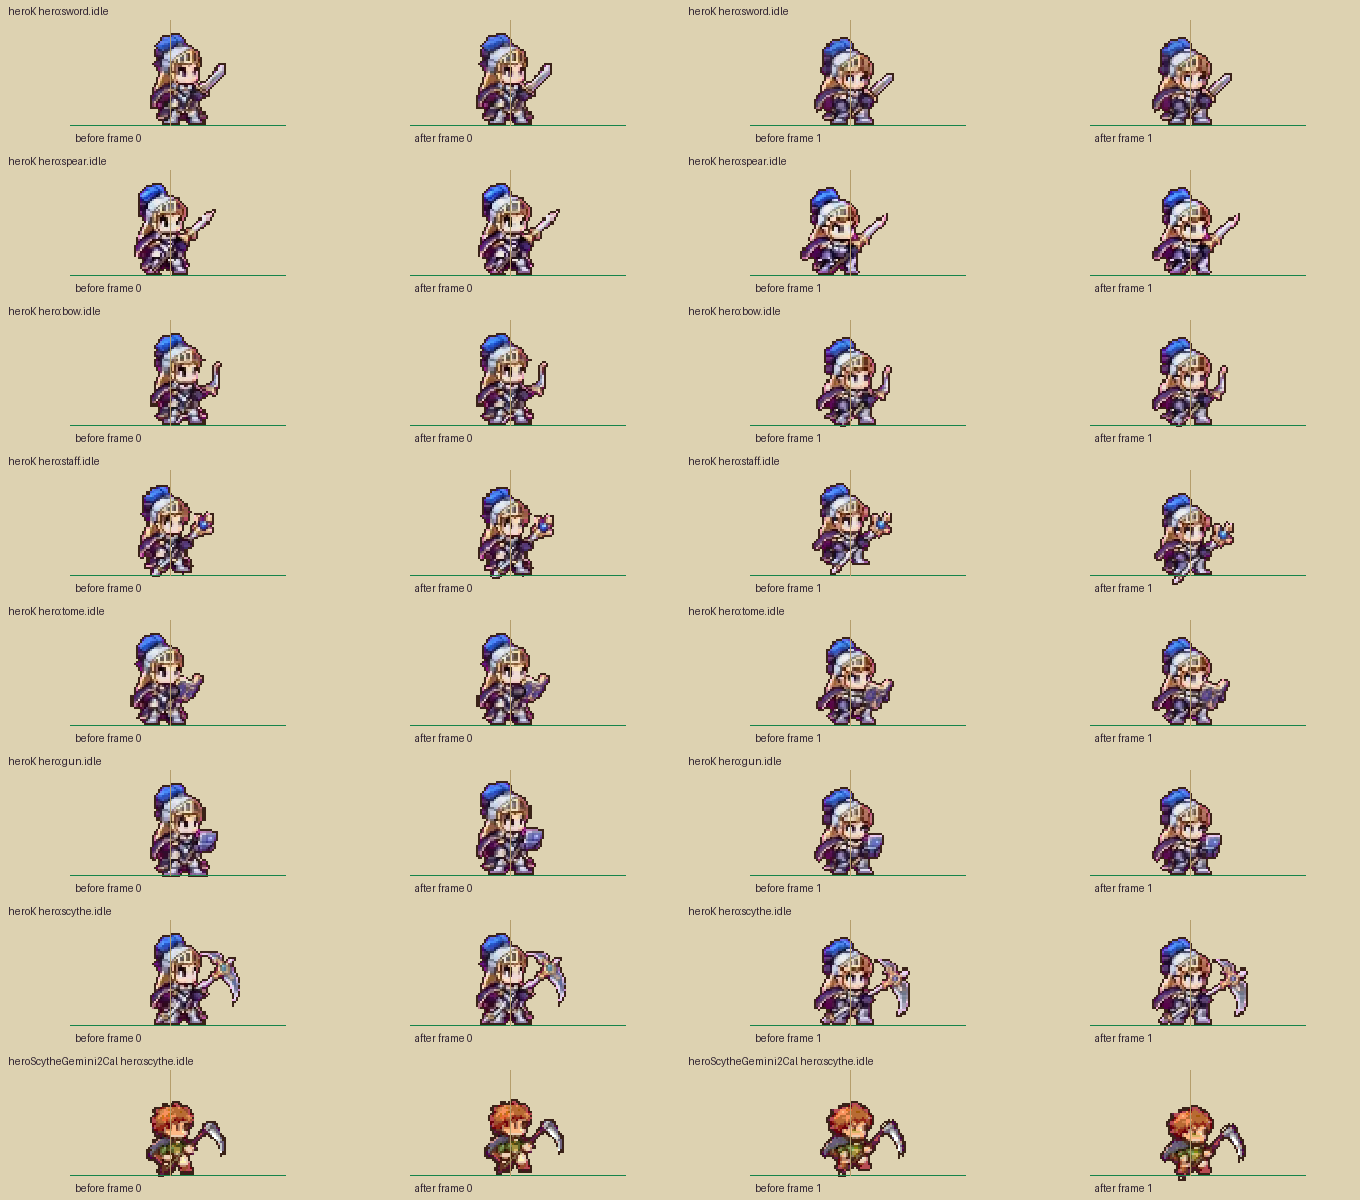 heroK hero:sword.idle
heroK hero:sword.idle
before frame 0
after frame 0
before frame 1
after frame 1
heroK hero:spear.idle
heroK hero:spear.idle
before frame 0
after frame 0
before frame 1
after frame 1
heroK hero:bow.idle
heroK hero:bow.idle
before frame 0
after frame 0
before frame 1
after frame 1
heroK hero:staff.idle
heroK hero:staff.idle
before frame 0
after frame 0
before frame 1
after frame 1
heroK hero:tome.idle
heroK hero:tome.idle
before frame 0
after frame 0
before frame 1
after frame 1
heroK hero:gun.idle
heroK hero:gun.idle
before frame 0
after frame 0
before frame 1
after frame 1
heroK hero:scythe.idle
heroK hero:scythe.idle
before frame 0
after frame 0
before frame 1
after frame 1
heroScytheGemini2Cal hero:scythe.idle
heroScytheGemini2Cal hero:scythe.idle
before frame 0
after frame 0
before frame 1
after frame 1